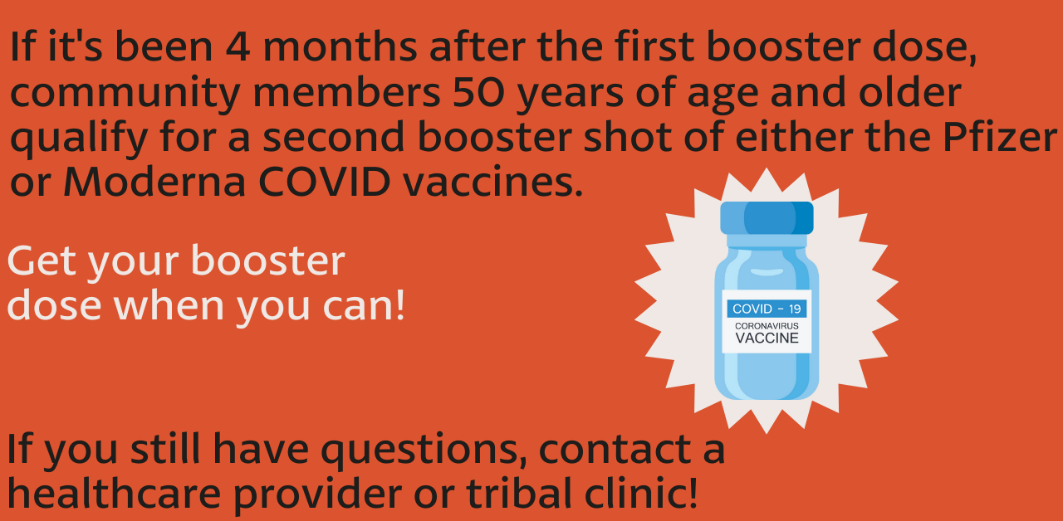 If it's been 4 months after the first booster dose,
community members 50 years of age and older
qualify for a second booster shot of either the Pfizer
or Moderna COVID vaccines.
Get your booster
dose when you can!
COVID - 19
CORONAVIRUS
VACCINE
If you still have questions, contact a
healthcare provider or tribal clinic!